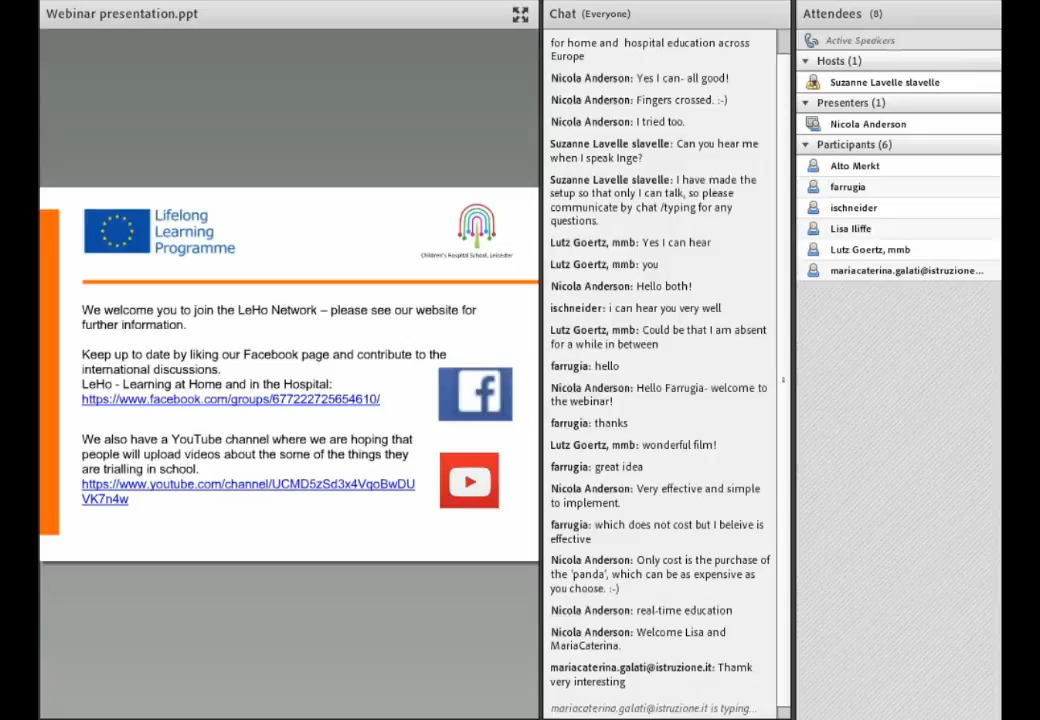 Webinar presentation.ppt
Lifelong
Learning
Programme
Children's Hospital School, Leicester
We welcome you to join the LeHo Network – please see our website for
further information.
Keep up to date by liking our Facebook page and contribute to the
international discussions.
LeHo - Learning at Home and in the Hospital:
https://www.facebook.com/groups/677222725654610/
We also have a YouTube channel where we are hoping that
people will upload videos about the some of the things they
are trialling in school.
https://www.youtube.com/channel/UCMD5zSd3x4VqoBwDU
VK7n4w
Chat (Everyone)
for home and hospital education across
Europe
Nicola Anderson: Yes I can- all good!
Nicola Anderson: Fingers crossed. :-)
Nicola Anderson: I tried too.
Suzanne Lavelle slavelle: Can you hear me
when I speak Inge?
Suzanne Lavelle slavelle: I have made the
setup so that only I can talk, so please
communicate by chat /typing for any
questions.
Lutz Goertz, mmb: Yes I can hear
Lutz Goertz, mmb: you
Nicola Anderson: Hello both!
ischneider: i can hear you very well
Lutz Goertz, mmb: Could be that I am absent
for a while in between
farrugia: hello
Nicola Anderson: Hello Farrugia- welcome to
the webinar!
farrugia: thanks
Lutz Goertz, mmb: wonderful film!
farrugia: great idea
Nicola Anderson: Very effective and simple
to implement.
farrugia: which does not cost but I beleive is
effective
Nicola Anderson: Only cost is the purchase of
the 'panda', which can be as expensive as
you choose. :-)
Nicola Anderson: real-time education
Nicola Anderson: Welcome Lisa and
MariaCaterina.
mariacaterina.galati@istruzione.it: Thamk
very interesting
mariacaterina.galati@istruzione.it is typing...
Attendees (8)
Active Speakers
Hosts (1)
Suzanne Lavelle slavelle
Presenters (1)
Nicola Anderson
Participants (6)
Alto Merkt
farrugia
ischneider
Lisa Iliffe
Lutz Goertz, mmb
mariacaterina.galati@istruzione...